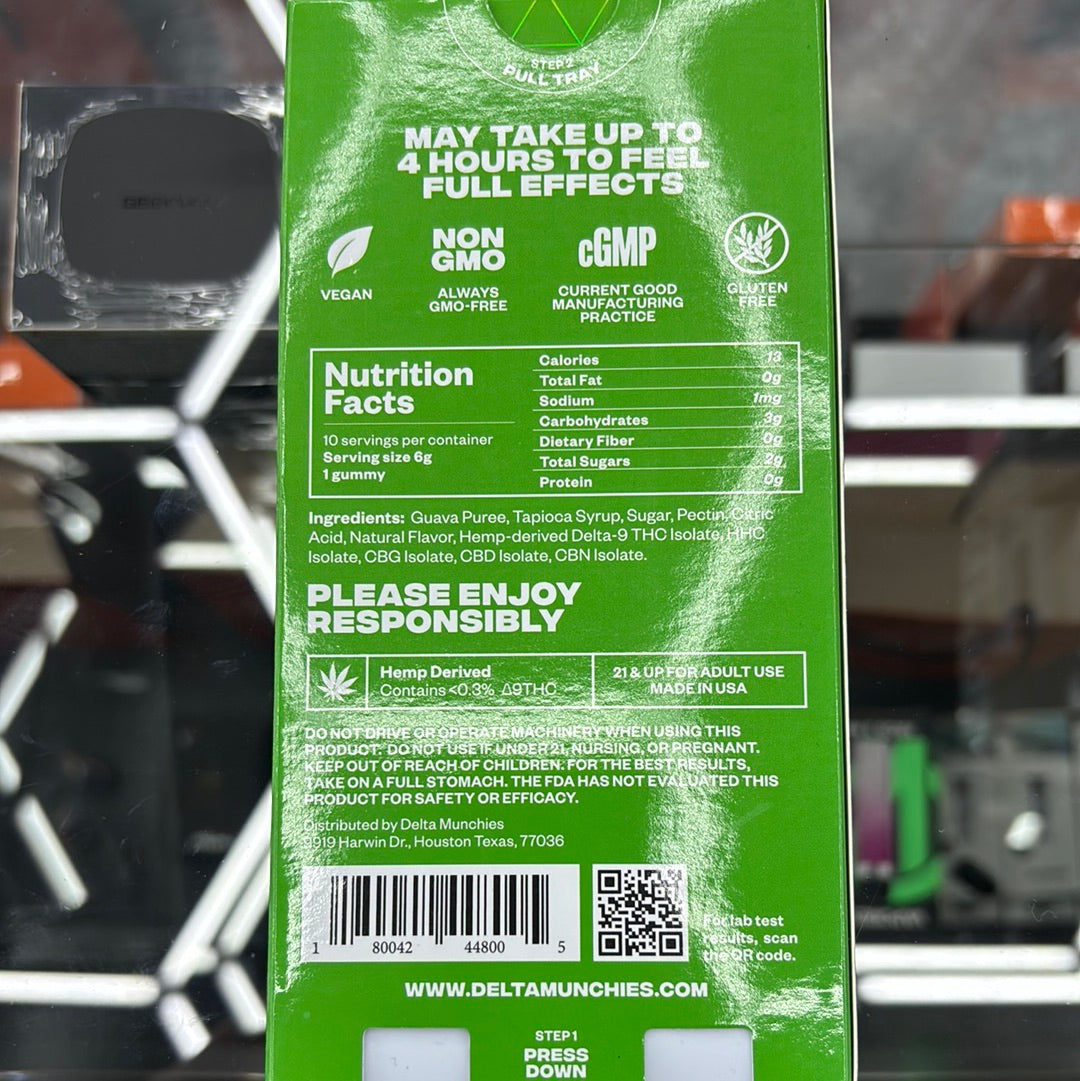 STEP 2
PULL TRAY
MAY TAKE UP TO
4 HOURS TO FEEL
FULL EFFECTS
VEGAN
NON
GMO
ALWAYS
GMO-FREE
cGMP
CURRENT GOOD
MANUFACTURING
PRACTICE
GLUTEN
FREE
Nutrition
Facts
10 servings per container
Serving size 6g
1 gummy
Calories 13
Total Fat 0g
Sodium 1mg
Carbohydrates 3g
Dietary Fiber 0g
Total Sugars 2g
Protein 0g
Ingredients: Guava Puree, Tapioca Syrup, Sugar, Pectin, Citric
Acid, Natural Flavor, Hemp-derived Delta-9 THC Isolate, HHC
Isolate, CBG Isolate, CBD Isolate, CBN Isolate.
PLEASE ENJOY
RESPONSIBLY
Hemp Derived
Contains <0.3% Δ9THC
21 & UP FOR ADULT USE
MADE IN USA
DO NOT DRIVE OR OPERATE MACHINERY WHEN USING THIS
PRODUCT. DO NOT USE IF UNDER 21, NURSING, OR PREGNANT.
KEEP OUT OF REACH OF CHILDREN. FOR THE BEST RESULTS,
TAKE ON A FULL STOMACH. THE FDA HAS NOT EVALUATED THIS
PRODUCT FOR SAFETY OR EFFICACY.
Distributed by Delta Munchies
9919 Harwin Dr., Houston Texas, 77036
1 80042 44800 5
For lab test
results, scan
the QR code.
WWW.DELTAMUNCHIES.COM
STEP 1
PRESS
DOWN